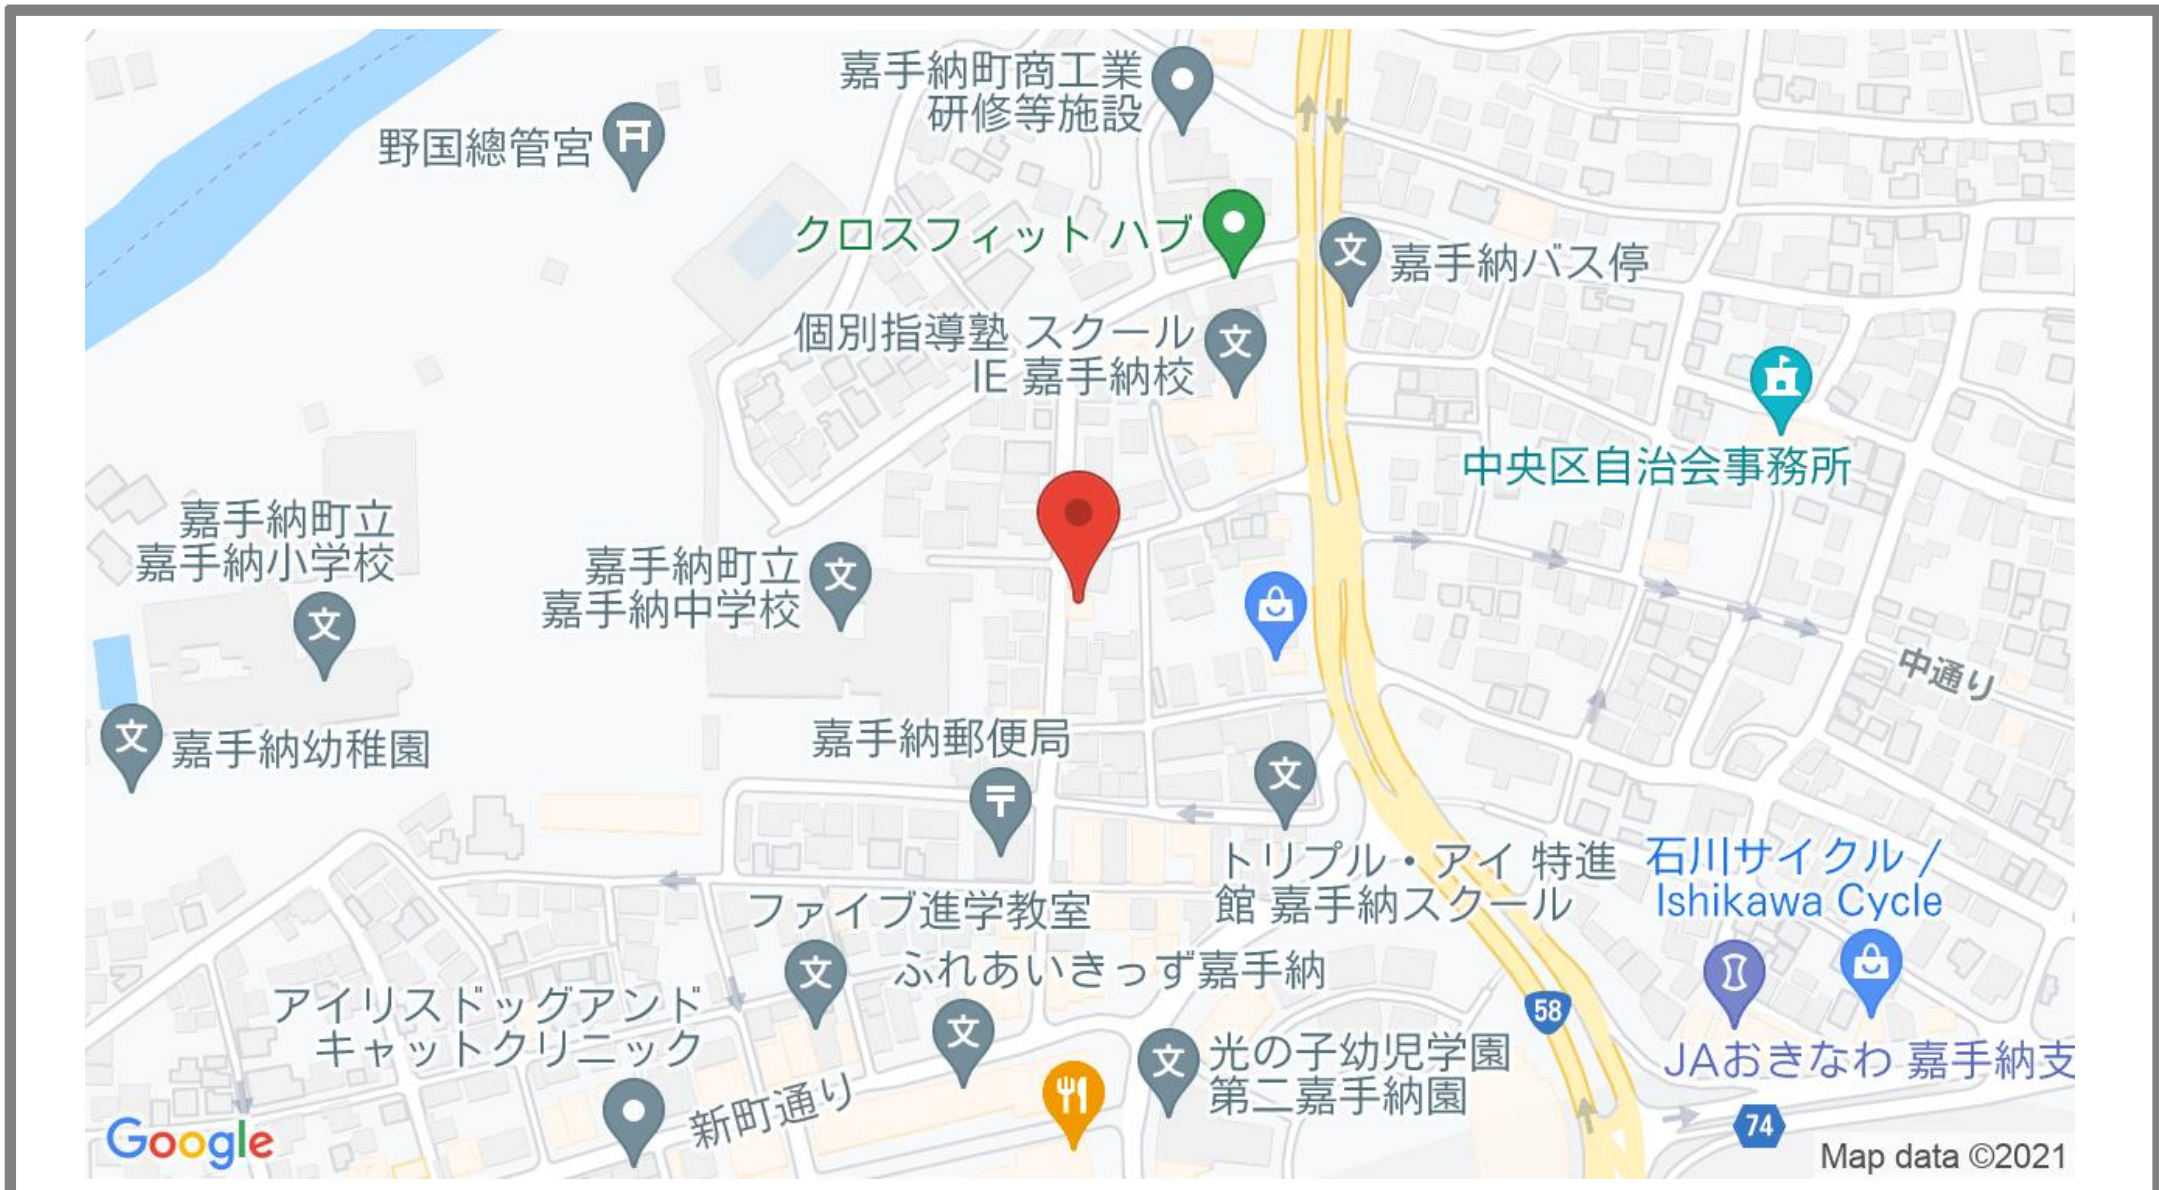 嘉手納町商工業
研修等施設
野国總管宮
クロスフィット ハブ
嘉手納バス停
個別指導塾 スクール
IE 嘉手納校
中央区自治会事務所
嘉手納町立
嘉手納小学校
嘉手納町立
嘉手納中学校
中通り
嘉手納幼稚園
嘉手納郵便局
トリプル・アイ 特進
館 嘉手納スクール
石川サイクル /
Ishikawa Cycle
ファイブ進学教室
ふれあいきっず嘉手納
アイリスドッグアンド
キャットクリニック
58
光の子幼児学園
第二嘉手納園
JAおきなわ 嘉手納支
新町通り
74
Google
Map data ©2021